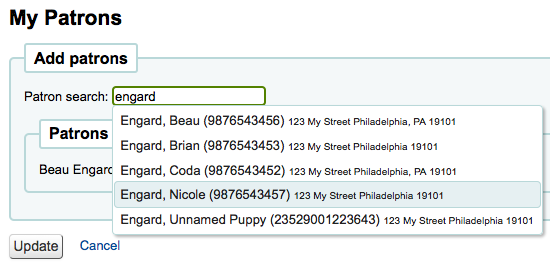 My Patrons
Add patrons
Patron search: engard
Engard, Beau (9876543456) 123 My Street Philadelphia, PA 19101
Engard, Brian (9876543453) 123 My Street Philadelphia 19101
Engard, Coda (9876543452) 123 My Street Philadelphia, PA 19101
Engard, Nicole (9876543457) 123 My Street Philadelphia 19101
Engard, Unnamed Puppy (23529001223643) 123 My Street Philadelphia 19101
Patrons
Beau Engard
Update Cancel